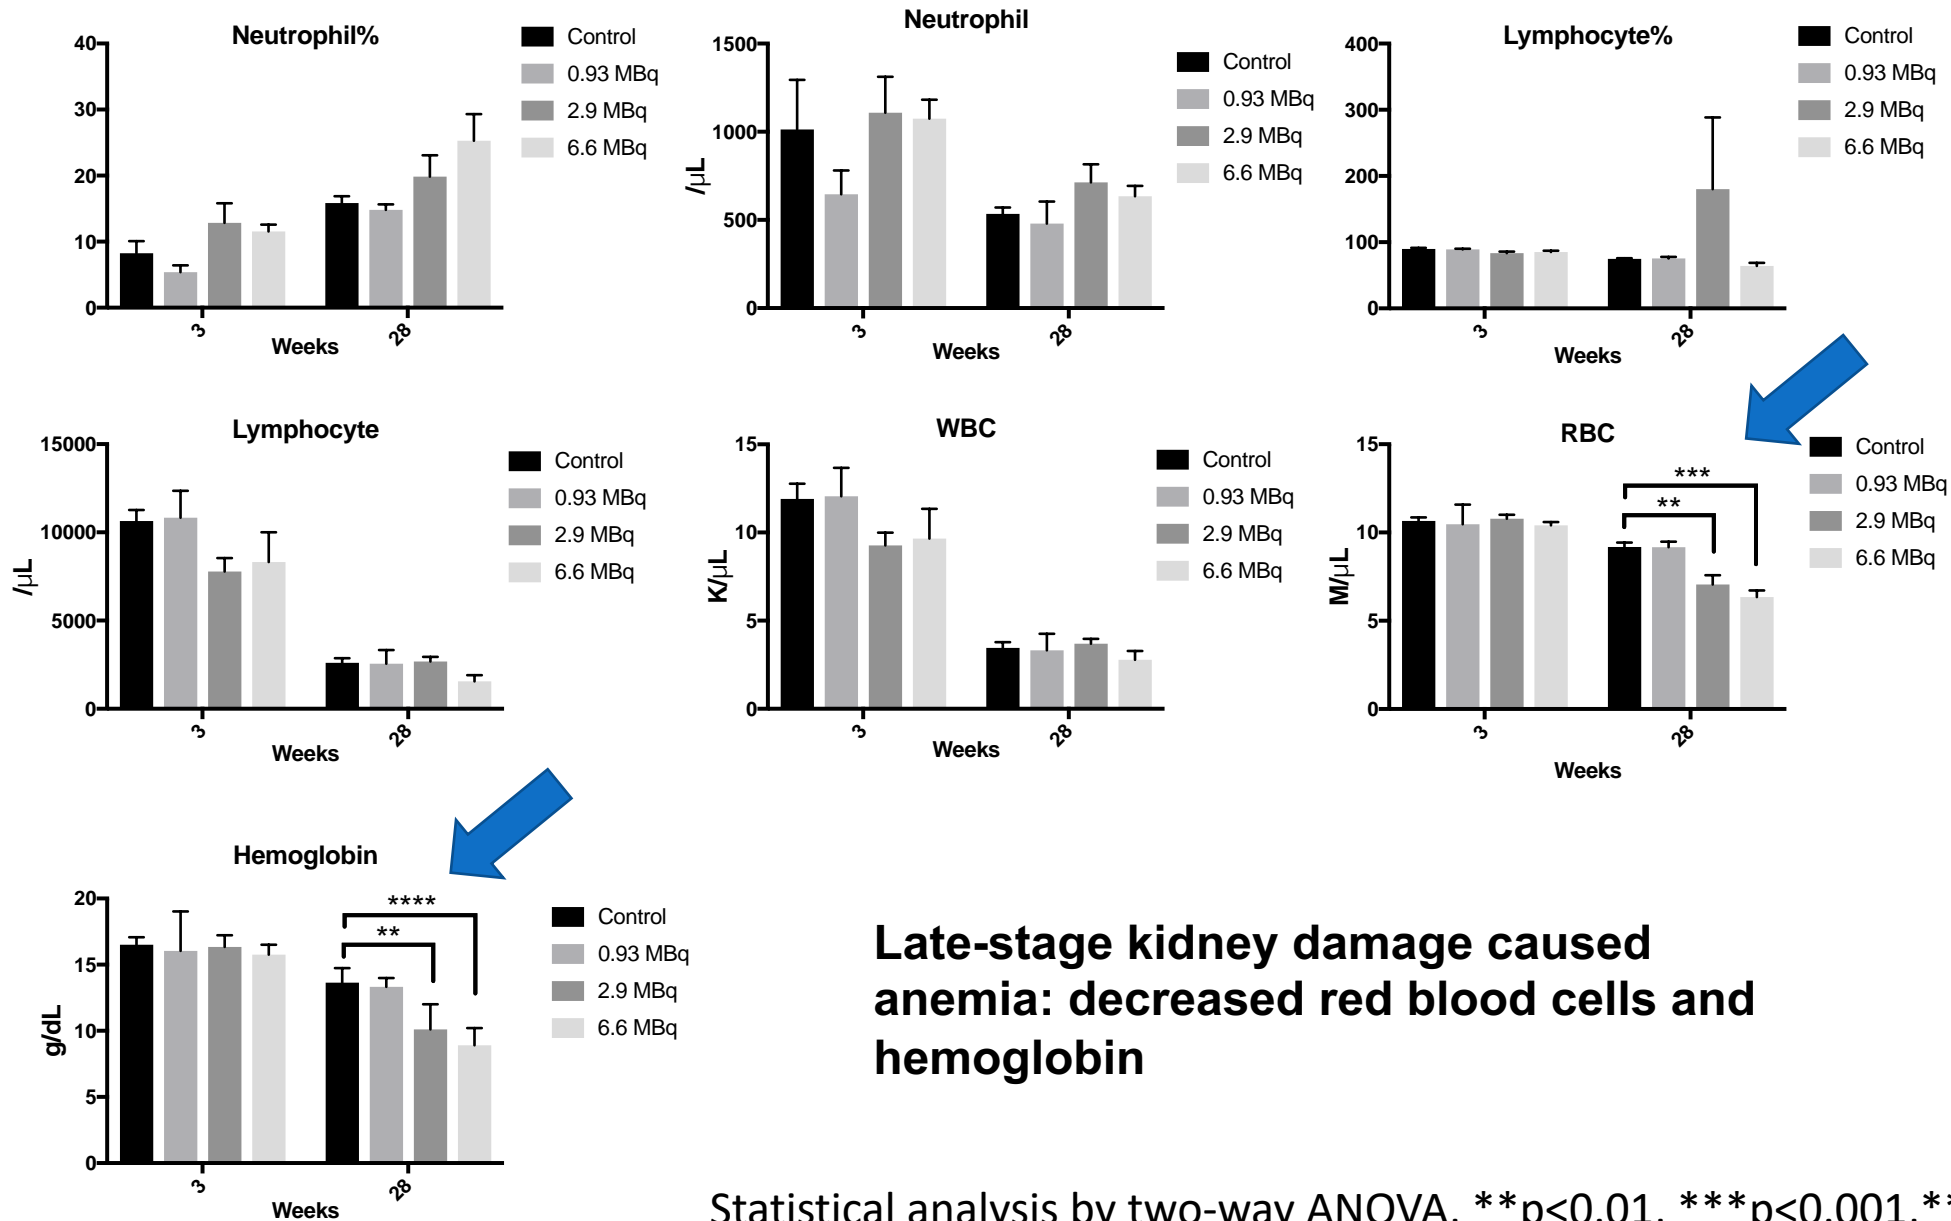 Neutrophil%
40
30
20
10
0
3
28
Weeks
Control
0.93 MBq
2.9 MBq
6.6 MBq
Neutrophil
/µL
1500
1000
500
0
3
28
Weeks
Control
0.93 MBq
2.9 MBq
6.6 MBq
Lymphocyte%
400
300
200
100
0
3
28
Weeks
Control
0.93 MBq
2.9 MBq
6.6 MBq
Lymphocyte
/µL
15000
10000
5000
0
3
28
Weeks
Control
0.93 MBq
2.9 MBq
6.6 MBq
WBC
K/µL
15
10
5
0
3
28
Weeks
Control
0.93 MBq
2.9 MBq
6.6 MBq
RBC
M/µL
15
10
5
0
***
**
3
28
Weeks
Control
0.93 MBq
2.9 MBq
6.6 MBq
Hemoglobin
g/dL
20
15
10
5
0
****
**
3
28
Weeks
Control
0.93 MBq
2.9 MBq
6.6 MBq
Late-stage kidney damage caused
anemia: decreased red blood cells and
hemoglobin
Statistical analysis by two-way ANOVA. **p<0.01, ***p<0.001,**